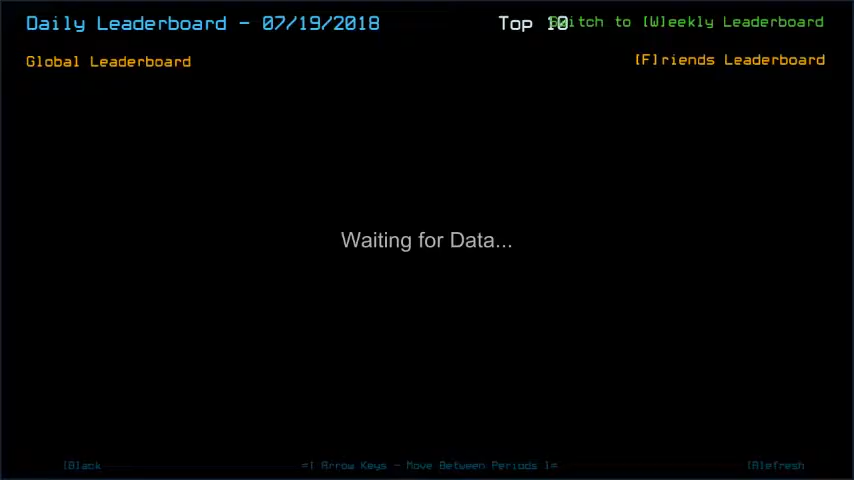 Daily Leaderboard - 07/19/2018
Top 10
Switch to [W]eekly Leaderboard
Global Leaderboard
[F]riends Leaderboard
Waiting for Data...
[B]ack
=[ Arrow Keys - Move Between Periods ]=
[R]efresh